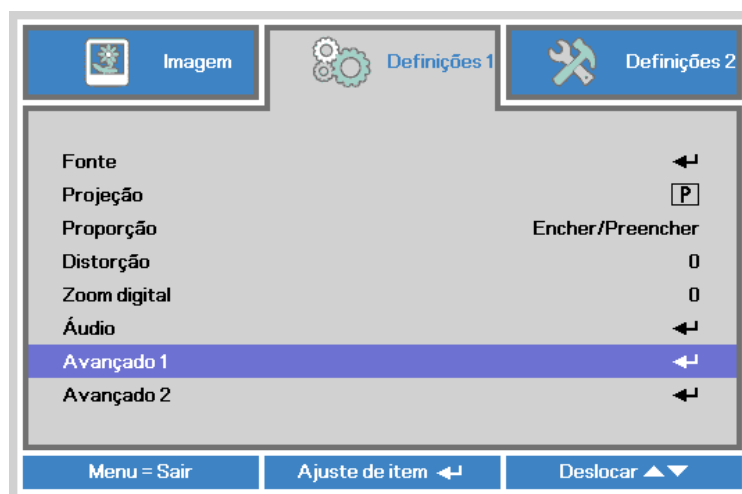 Imagem Definições 1 Definições 2
Fonte
Projeção P
Proporção Encher/Preencher
Distorção 0
Zoom digital 0
Áudio
Avançado 1
Avançado 2
Menu = Sair Ajuste de item Deslocar